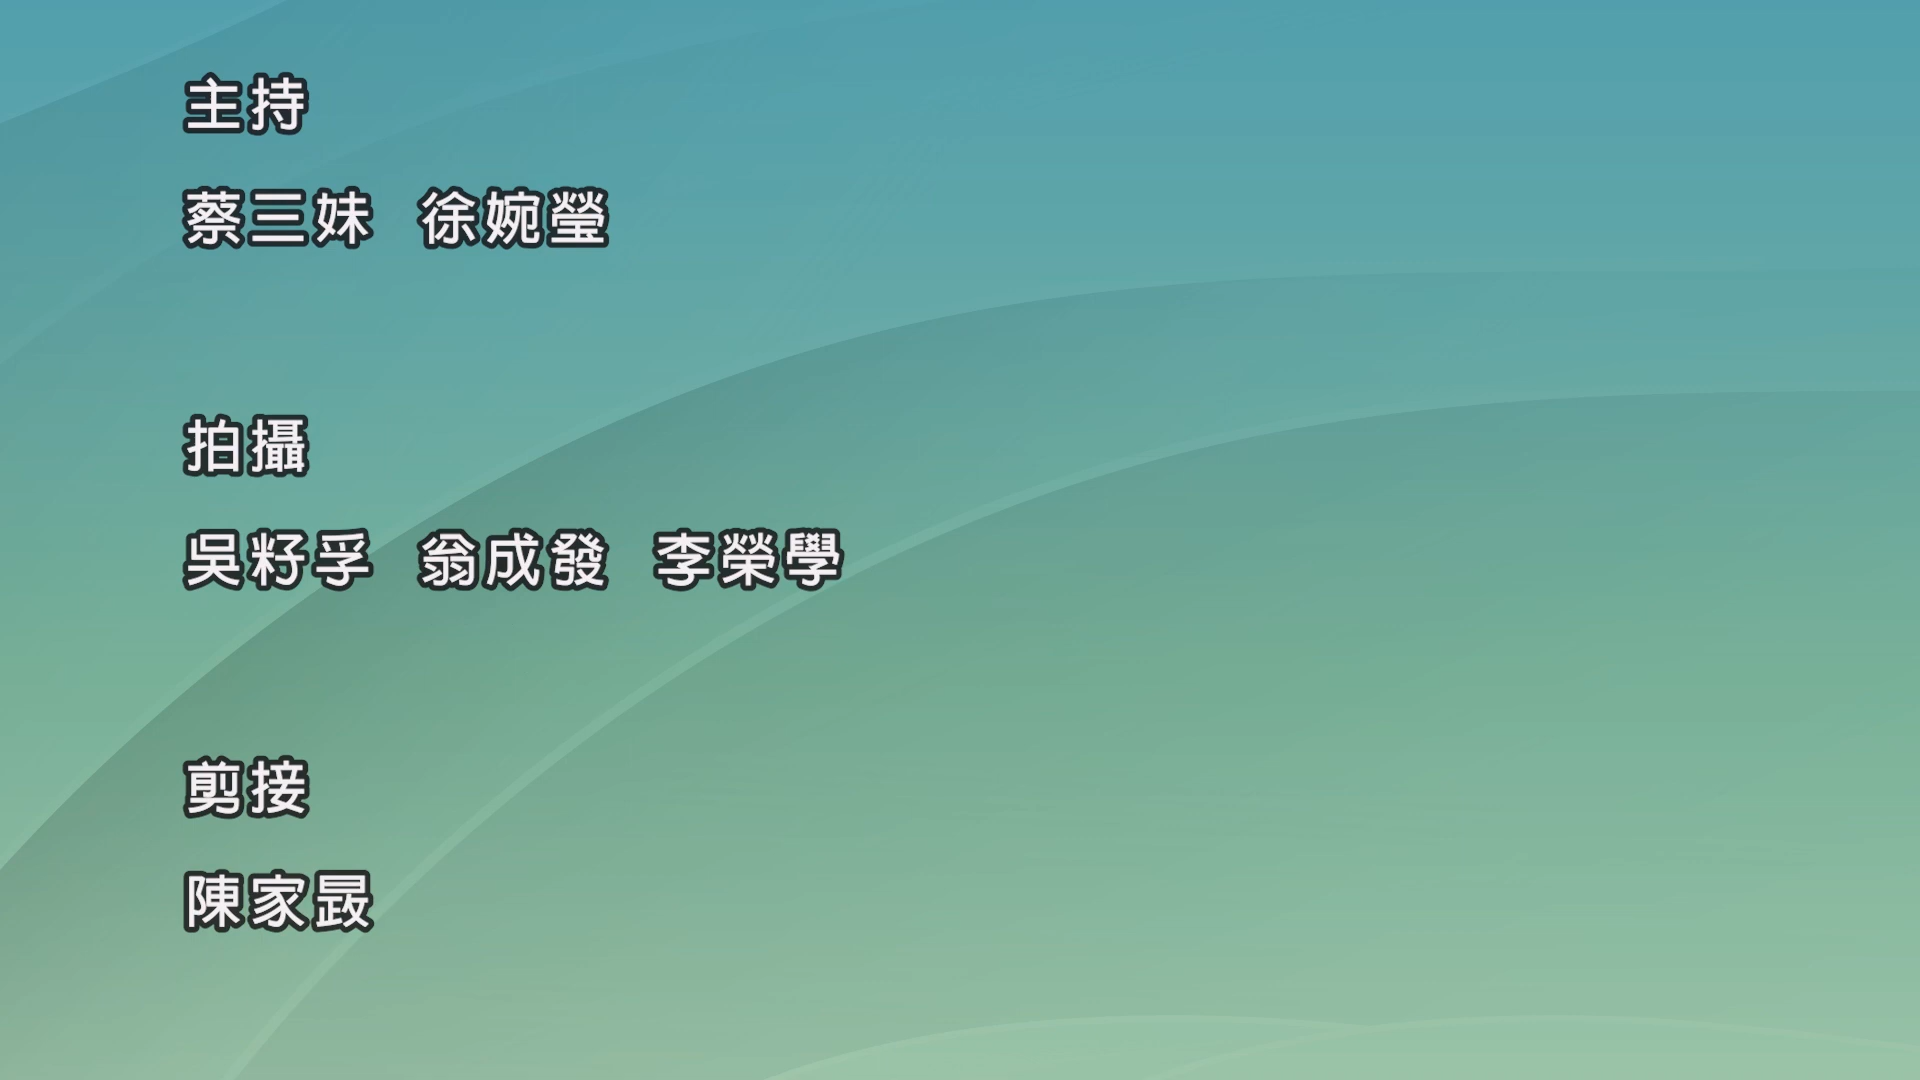 主持
蔡三妹 徐婉瑩
拍攝
吳籽孚 翁成發 李榮學
剪接
陳家